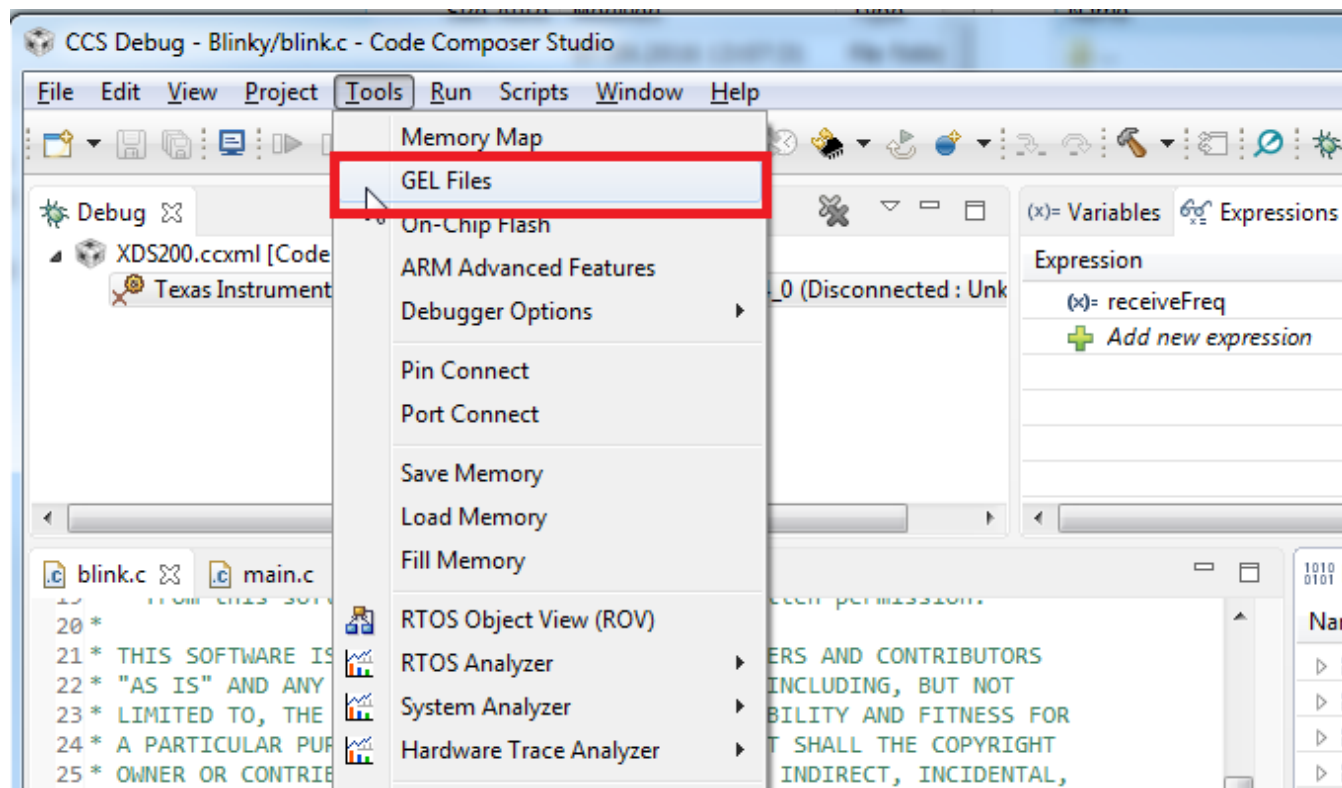 CCS Debug - Blinky/blink.c - Code Composer Studio
File Edit View Project Tools Run Scripts Window Help
Memory Map
GEL Files
On-Chip Flash
ARM Advanced Features
Debugger Options
Pin Connect
Port Connect
Save Memory
Load Memory
Fill Memory
RTOS Object View (ROV)
RTOS Analyzer
System Analyzer
Hardware Trace Analyzer
Debug
XDS200.ccxml [Code
Texas Instrument _0 (Disconnected : Unk
(x)= Variables Expressions
Expression
(x)= receiveFreq
Add new expression
blink.c main.c
20 *
21 * THIS SOFTWARE IS ERS AND CONTRIBUTORS
22 * "AS IS" AND ANY INCLUDING, BUT NOT
23 * LIMITED TO, THE BILITY AND FITNESS FOR
24 * A PARTICULAR PUR T SHALL THE COPYRIGHT
25 * OWNER OR CONTRIB INDIRECT, INCIDENTAL,
1010
0101
Nar